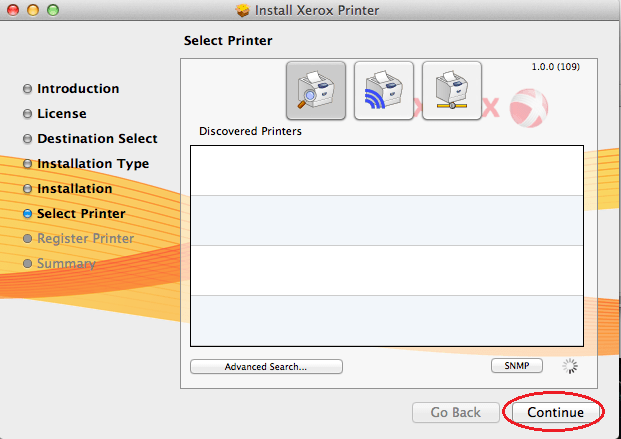 Install Xerox Printer
Select Printer
1.0.0 (109)
Introduction
License
Destination Select
Installation Type
Installation
Select Printer
Register Printer
Summary
Discovered Printers
Advanced Search...
SNMP
Go Back
Continue